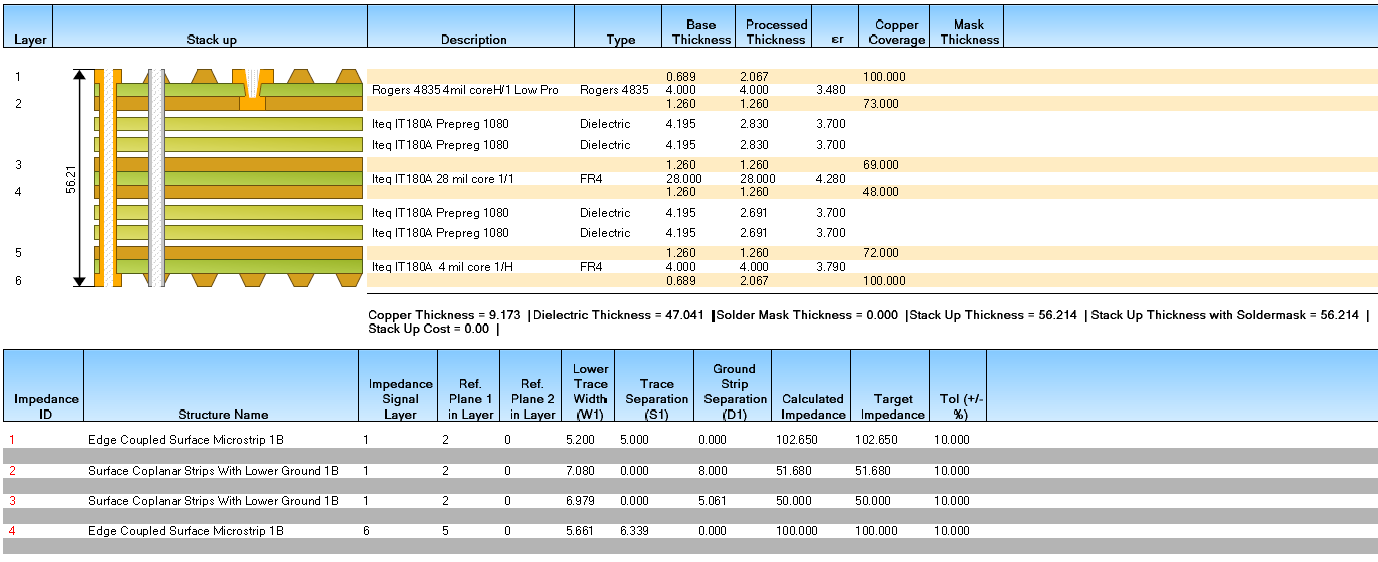 Layer Stack up Description Type Base Thickness Processed Thickness εr Copper Coverage Mask Thickness
1 0.689 2.067 100.000
Rogers 4835 4mil coreH/1 Low Pro Rogers 4835 4.000 4.000 3.480
2 1.260 1.260 73.000
Iteq IT180A Prepreg 1080 Dielectric 4.195 2.830 3.700
Iteq IT180A Prepreg 1080 Dielectric 4.195 2.830 3.700
3 1.260 1.260 69.000
56.21
Iteq IT180A 28 mil core 1/1 FR4 28.000 28.000 4.280
4 1.260 1.260 48.000
Iteq IT180A Prepreg 1080 Dielectric 4.195 2.691 3.700
Iteq IT180A Prepreg 1080 Dielectric 4.195 2.691 3.700
5 1.260 1.260 72.000
Iteq IT180A 4 mil core 1/H FR4 4.000 4.000 3.790
6 0.689 2.067 100.000
Copper Thickness = 9.173 | Dielectric Thickness = 47.041 | Solder Mask Thickness = 0.000 | Stack Up Thickness = 56.214 | Stack Up Thickness with Soldermask = 56.214 |
Stack Up Cost = 0.00 |
Impedance ID Structure Name Impedance Signal Layer Ref. Plane 1 in Layer Ref. Plane 2 in Layer Lower Trace Width (W1) Trace Separation (S1) Ground Strip Separation (D1) Calculated Impedance Target Impedance Tol (+/- %)
1 Edge Coupled Surface Microstrip 1B 1 2 0 5.200 5.000 0.000 102.650 102.650 10.000
2 Surface Coplanar Strips With Lower Ground 1B 1 2 0 7.080 0.000 8.000 51.680 51.680 10.000
3 Surface Coplanar Strips With Lower Ground 1B 1 2 0 6.979 0.000 5.061 50.000 50.000 10.000
4 Edge Coupled Surface Microstrip 1B 6 5 0 5.661 6.339 0.000 100.000 100.000 10.000